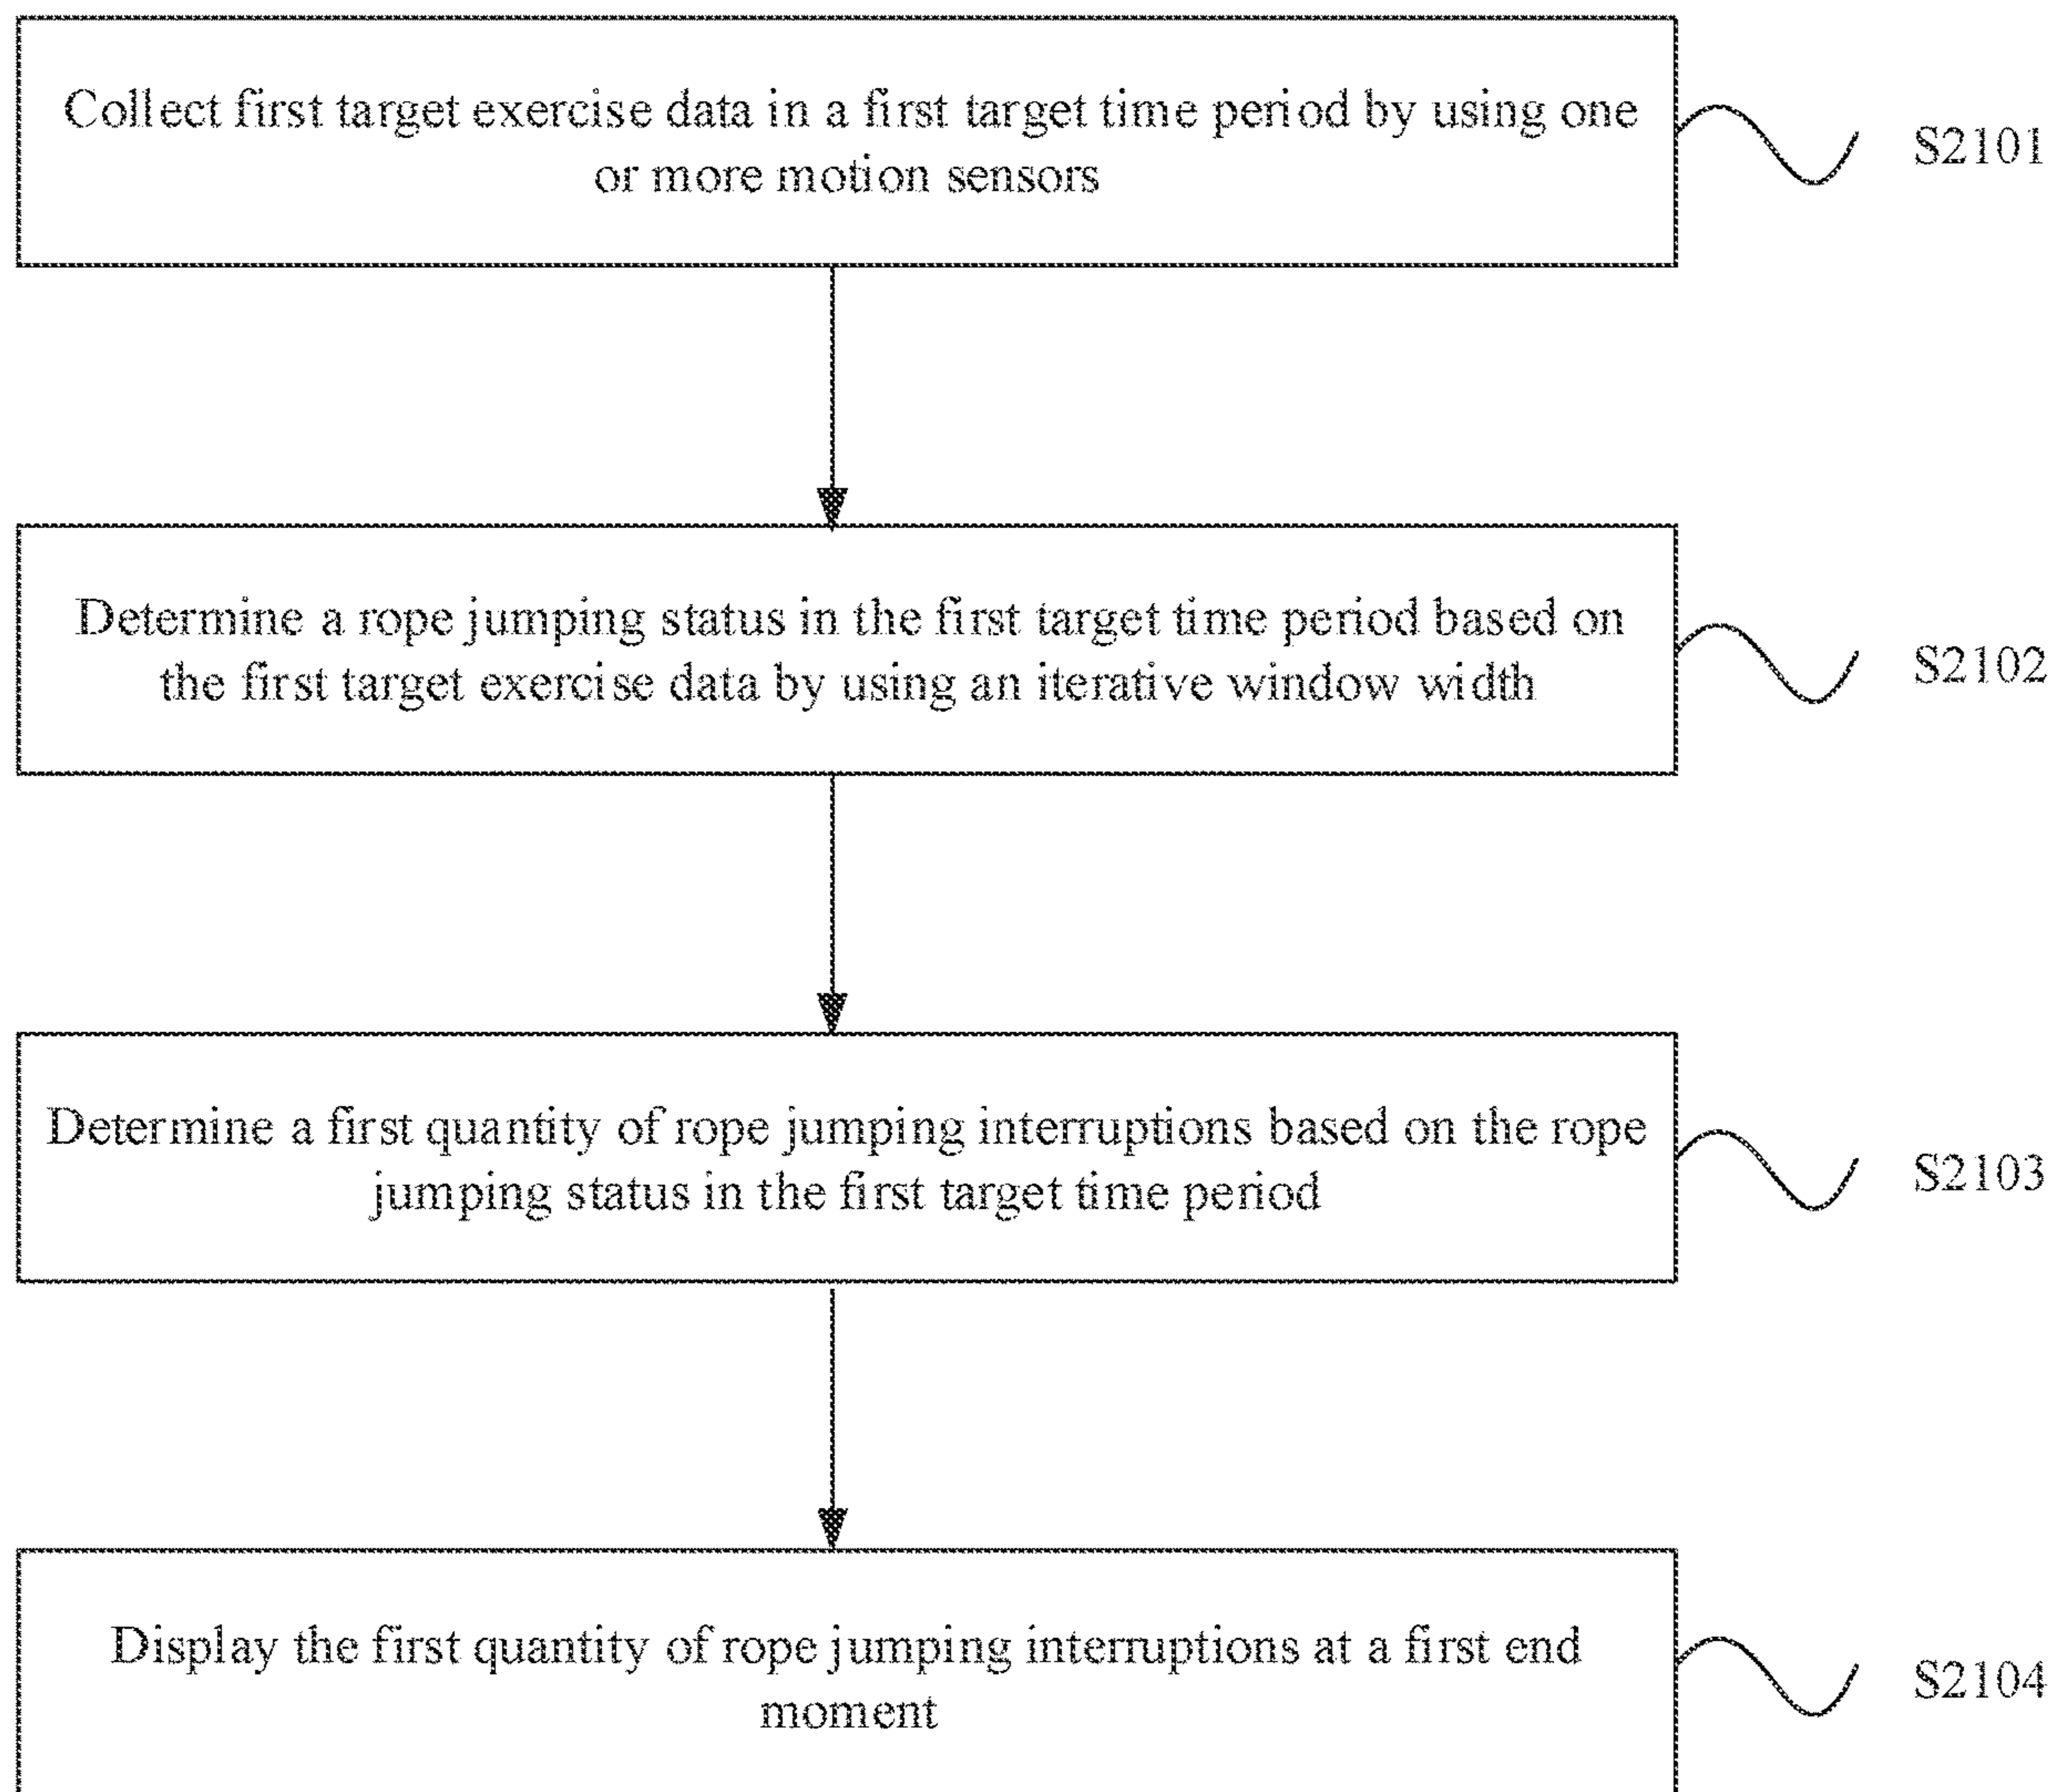 Collect first target exercise data in a first target time period by using one
or more motion sensors
S2101
Determine a rope jumping status in the first target time period based on
the first target exercise data by using an iterative window width
S2102
Determine a first quantity of rope jumping interruptions based on the rope
jumping status in the first target time period
S2103
Display the first quantity of rope jumping interruptions at a first end
moment
S2104